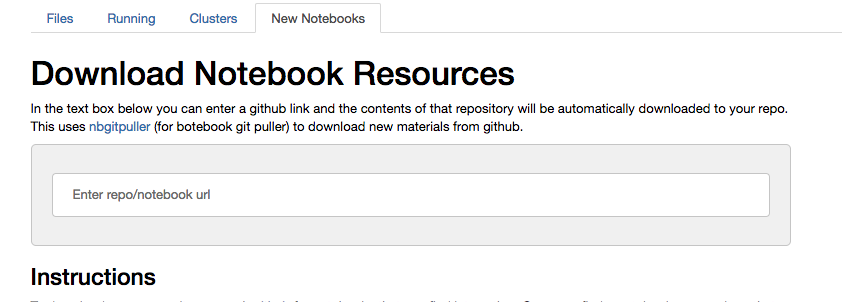 Files Running Clusters New Notebooks
Download Notebook Resources
In the text box below you can enter a github link and the contents of that repository will be automatically downloaded to your repo.
This uses nbgitpuller (for botebook git puller) to download new materials from github.
Enter repo/notebook url
Instructions